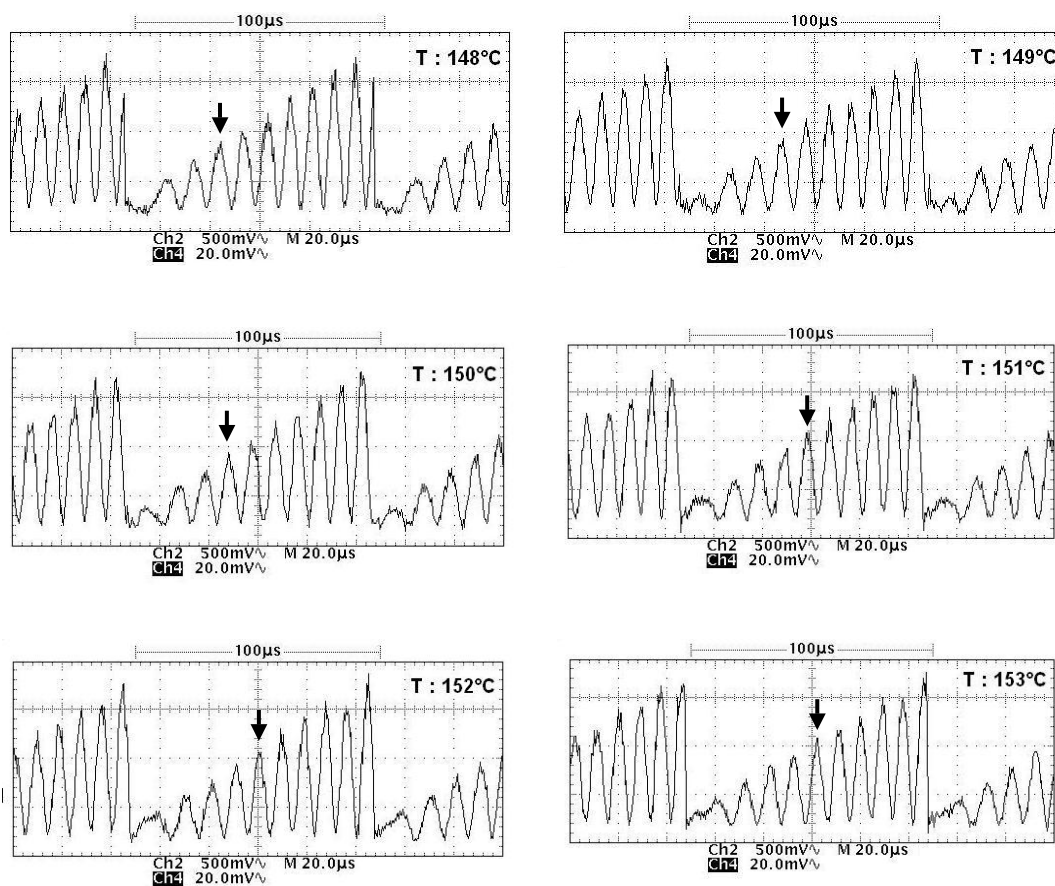 100µs
T : 148°C
Ch2 500mV∿ M 20.0µs
Ch4 20.0mV∿
100µs
T : 149°C
Ch2 500mV∿ M 20.0µs
Ch4 20.0mV∿
100µs
T : 150°C
Ch2 500mV∿ M 20.0µs
Ch4 20.0mV∿
100µs
T : 151°C
Ch2 500mV∿ M 20.0µs
Ch4 20.0mV∿
100µs
T : 152°C
Ch2 500mV∿ M 20.0µs
Ch4 20.0mV∿
100µs
T : 153°C
Ch2 500mV∿ M 20.0µs
Ch4 20.0mV∿